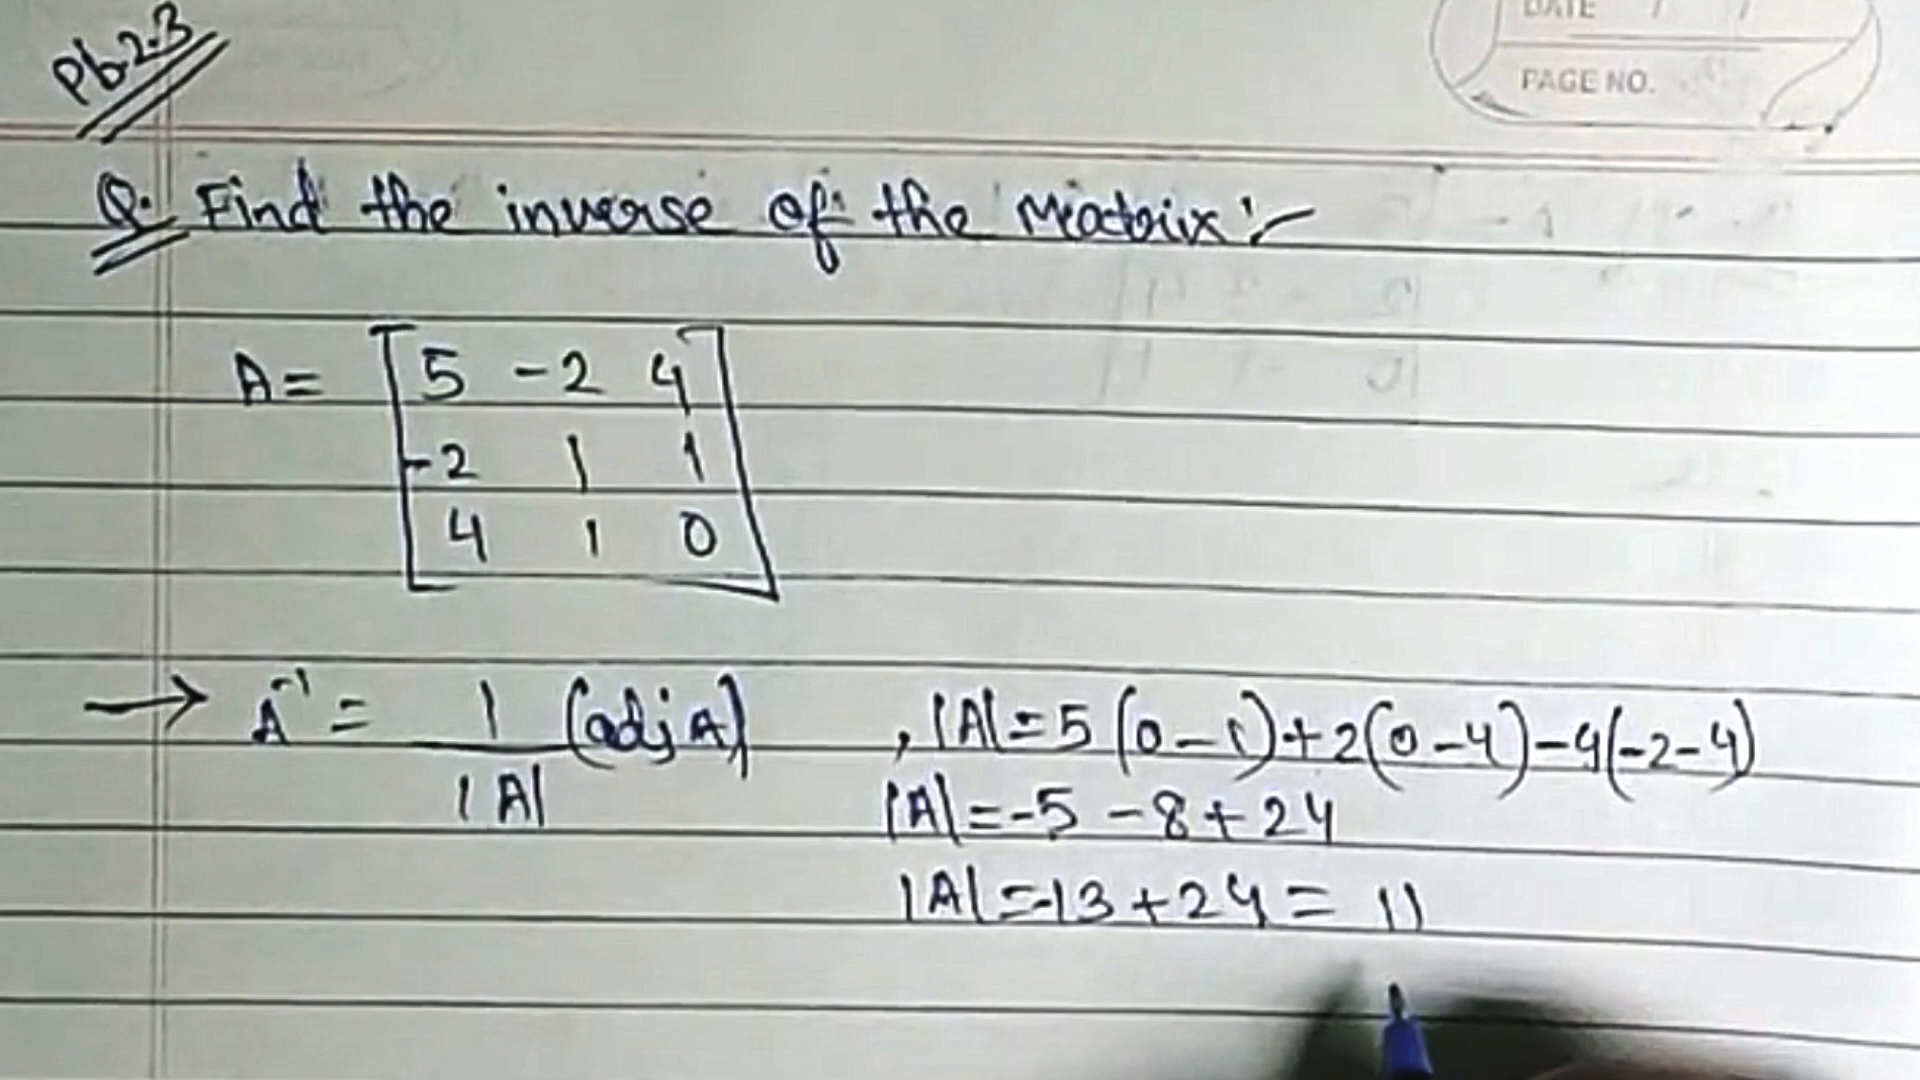 Pb.2.3
DATE / /
PAGE NO.
Q. Find the inverse of the Matrix :-
A = [5 -2 4
-2 1 1
4 1 0]
→ A⁻¹ = 1/|A| (adj A) , |A| = 5(0-1)+2(0-4)-4(-2-4)
|A| = -5 -8+24
|A| = -13+24 = 11